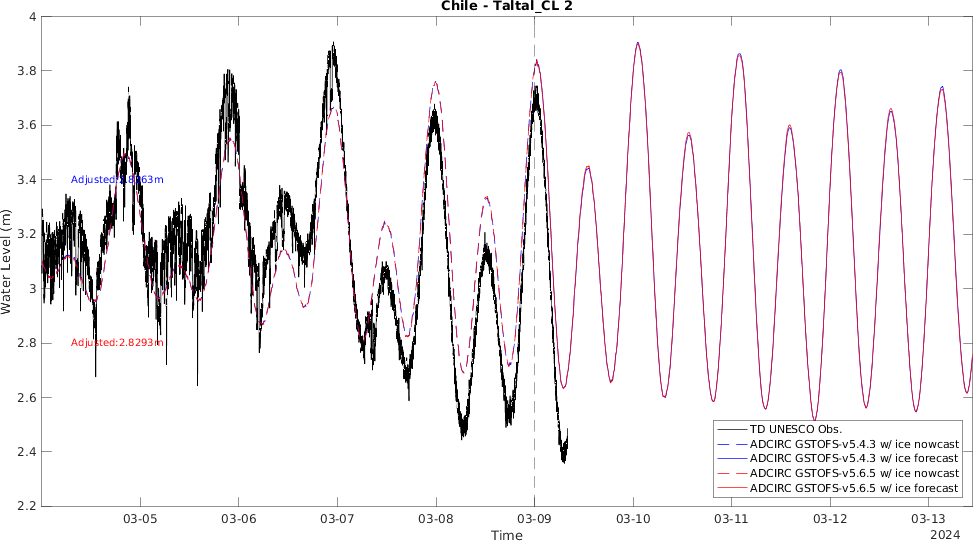 Chile - Taltal_CL 2
4
3.8
3.6
3.4
3.2
3
2.8
2.6
2.4
2.2
Water Level (m)
Adjusted:2.8263m
Adjusted:2.8293m
TD UNESCO Obs.
ADCIRC GSTOFS-v5.4.3 w/ ice nowcast
ADCIRC GSTOFS-v5.4.3 w/ ice forecast
ADCIRC GSTOFS-v5.6.5 w/ ice nowcast
ADCIRC GSTOFS-v5.6.5 w/ ice forecast
03-05 03-06 03-07 03-08 03-09 03-10 03-11 03-12 03-13
Time
2024